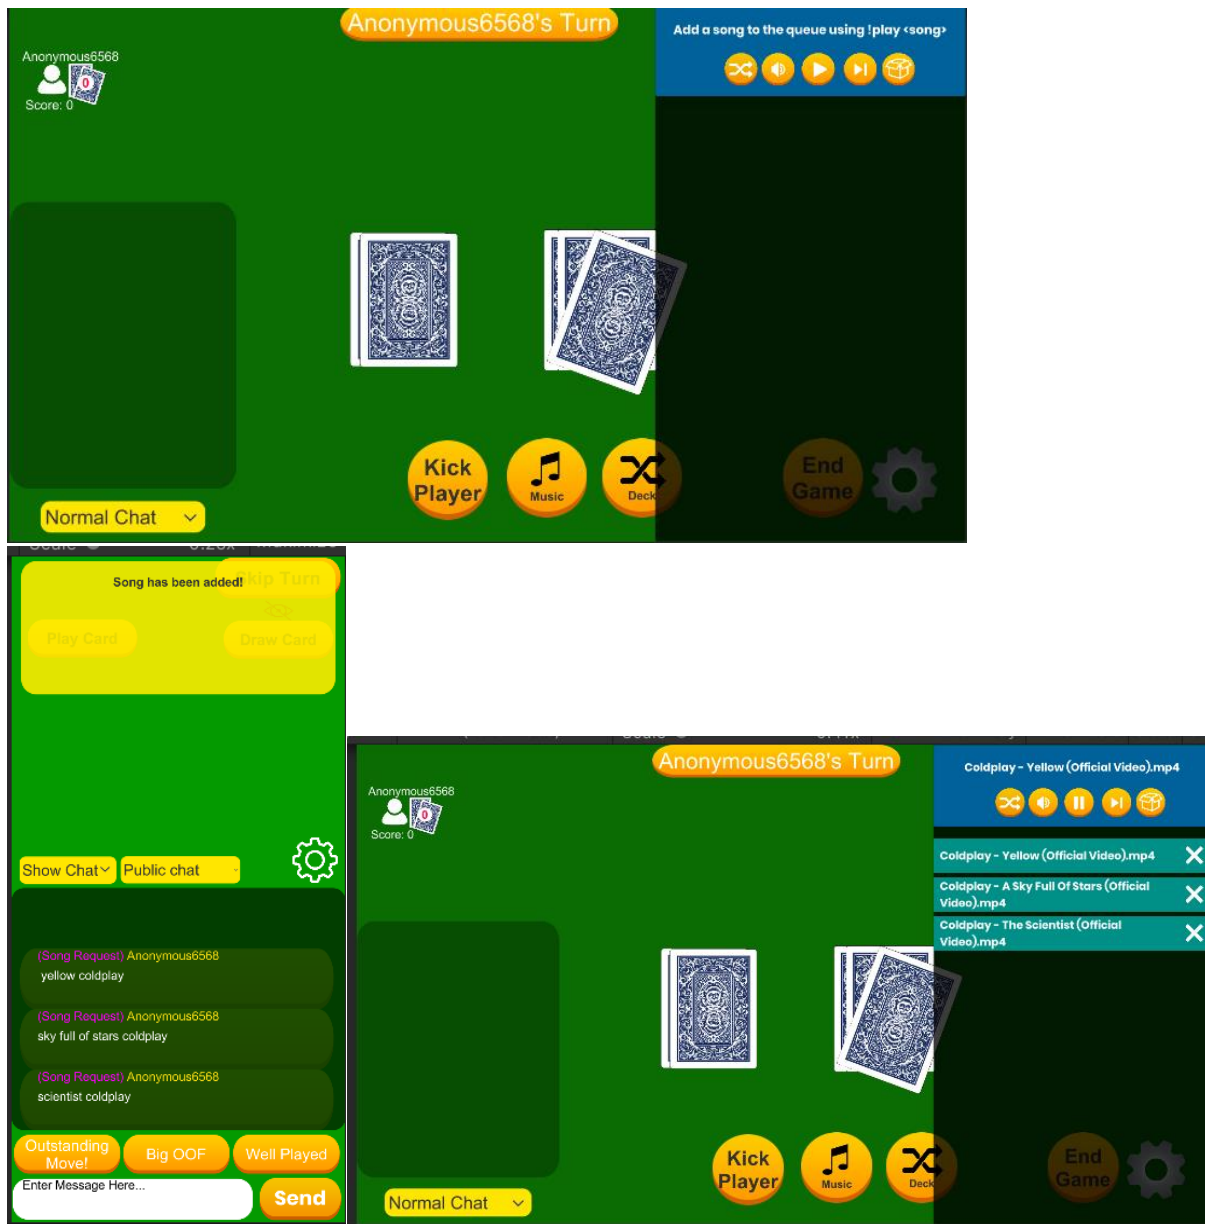 Anonymous6568's Turn
Add a song to the queue using !play <song>
Anonymous6568
0
Score: 0
Kick
Player
Music
Deck
End
Game
Normal Chat
Song has been added!
Skip Turn
Play Card
Draw Card
Show Chat
Public chat
(Song Request) Anonymous6568
yellow coldplay
(Song Request) Anonymous6568
sky full of stars coldplay
(Song Request) Anonymous6568
scientist coldplay
Outstanding
Move!
Big OOF
Well Played
Enter Message Here...
Send
Anonymous6568's Turn
Coldplay - Yellow (Official Video).mp4
Anonymous6568
0
Score: 0
Coldplay - Yellow (Official Video).mp4
Coldplay - A Sky Full Of Stars (Official
Video).mp4
Coldplay - The Scientist (Official
Video).mp4
Kick
Player
Music
Deck
End
Game
Normal Chat